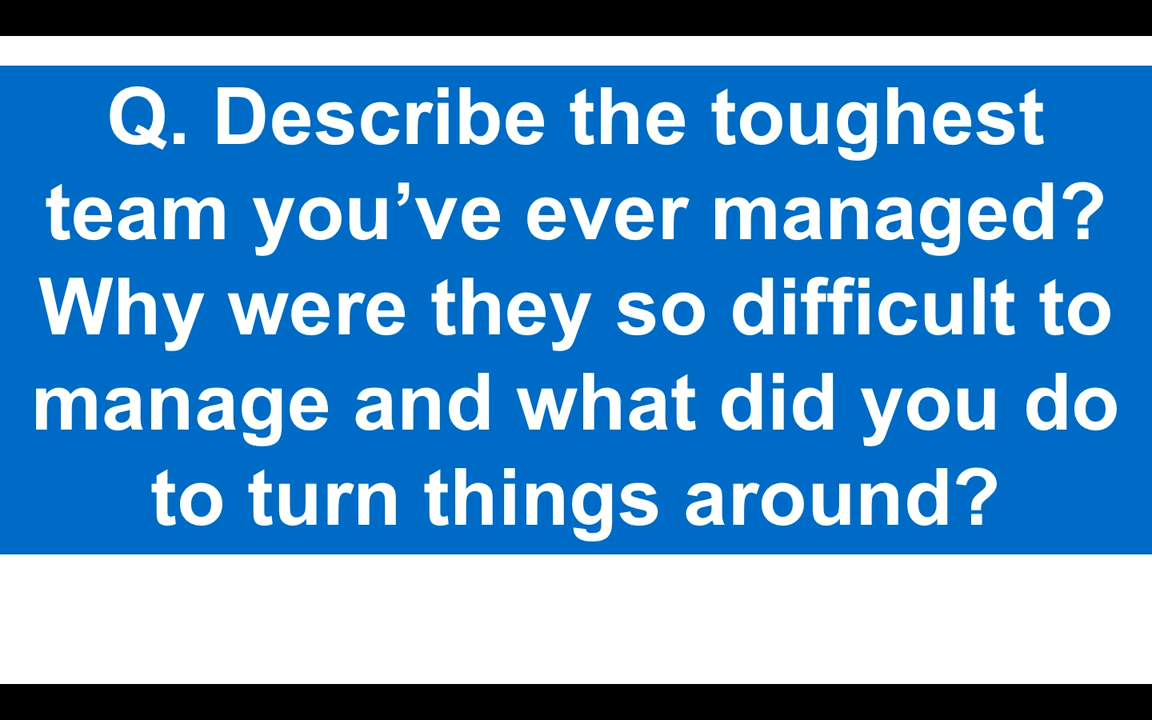 Q. Describe the toughest
team you’ve ever managed?
Why were they so difficult to
manage and what did you do
to turn things around?